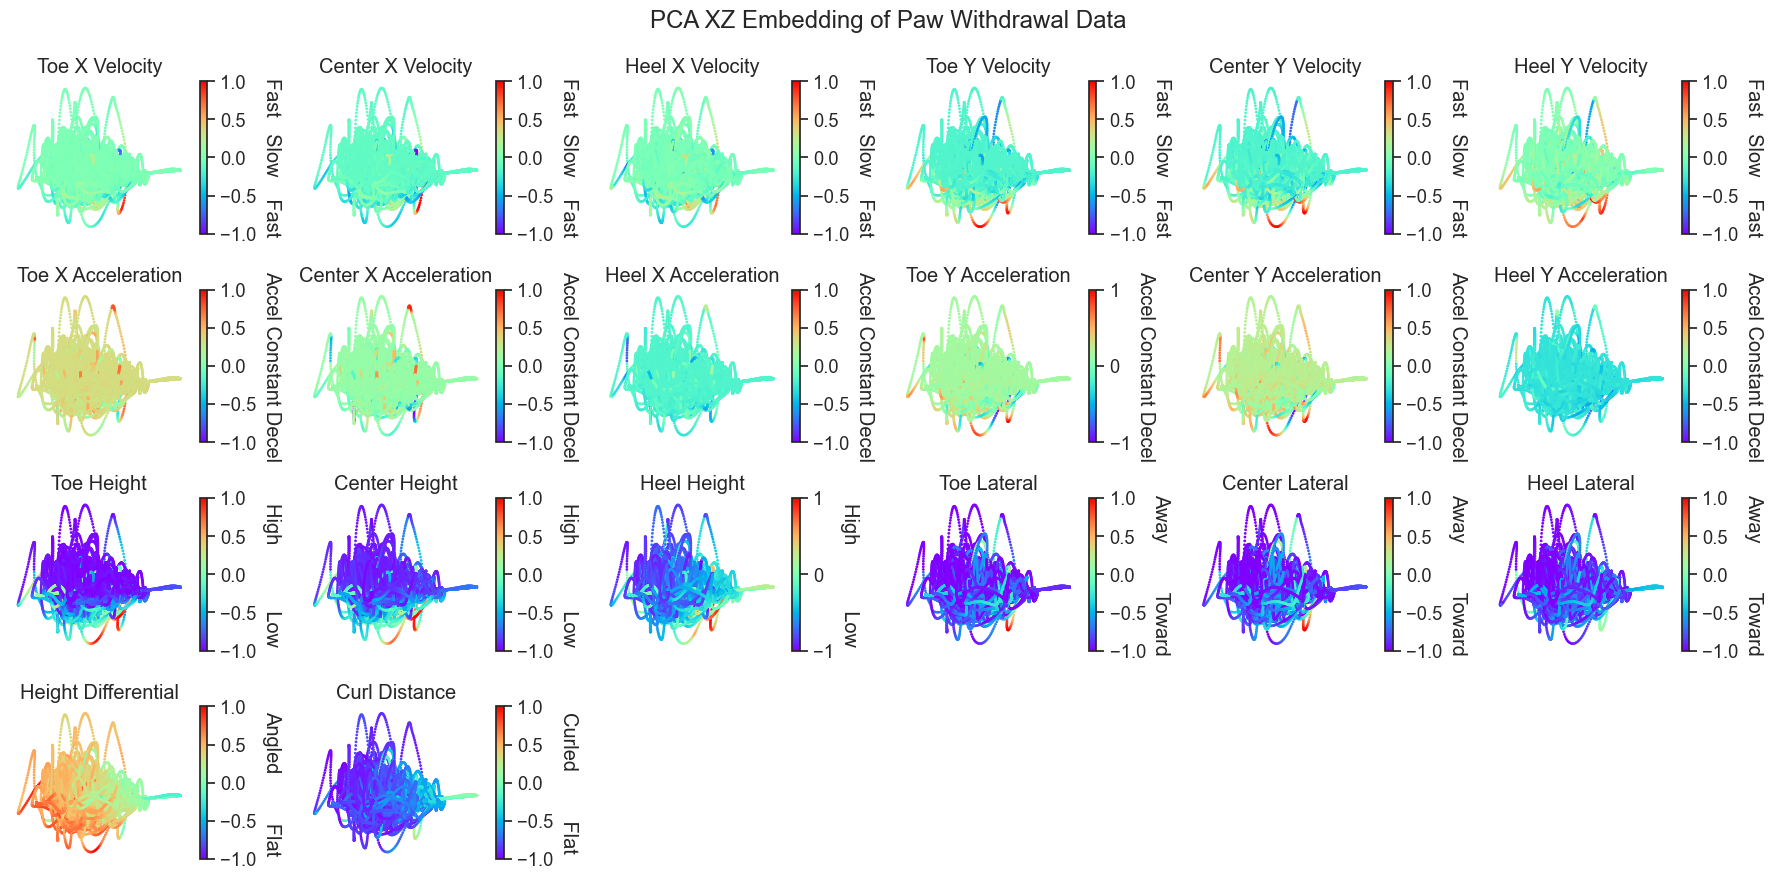 PCA XZ Embedding of Paw Withdrawal Data
Toe X Velocity
1.0
0.5
0.0
−0.5
−1.0
Fast Slow Fast
Center X Velocity
1.0
0.5
0.0
−0.5
−1.0
Fast Slow Fast
Heel X Velocity
1.0
0.5
0.0
−0.5
−1.0
Fast Slow Fast
Toe Y Velocity
1.0
0.5
0.0
−0.5
−1.0
Fast Slow Fast
Center Y Velocity
1.0
0.5
0.0
−0.5
−1.0
Fast Slow Fast
Heel Y Velocity
1.0
0.5
0.0
−0.5
−1.0
Fast Slow Fast
Toe X Acceleration
1.0
0.5
0.0
−0.5
−1.0
Accel Constant Decel
Center X Acceleration
1.0
0.5
0.0
−0.5
−1.0
Accel Constant Decel
Heel X Acceleration
1.0
0.5
0.0
−0.5
−1.0
Accel Constant Decel
Toe Y Acceleration
1
0
−1
Accel Constant Decel
Center Y Acceleration
1.0
0.5
0.0
−0.5
−1.0
Accel Constant Decel
Heel Y Acceleration
1.0
0.5
0.0
−0.5
−1.0
Accel Constant Decel
Toe Height
1.0
0.5
0.0
−0.5
−1.0
High Low
Center Height
1.0
0.5
0.0
−0.5
−1.0
High Low
Heel Height
1
0
−1
High Low
Toe Lateral
1.0
0.5
0.0
−0.5
−1.0
Away Toward
Center Lateral
1.0
0.5
0.0
−0.5
−1.0
Away Toward
Heel Lateral
1.0
0.5
0.0
−0.5
−1.0
Away Toward
Height Differential
1.0
0.5
0.0
−0.5
−1.0
Angled Flat
Curl Distance
1.0
0.5
0.0
−0.5
−1.0
Curled Flat